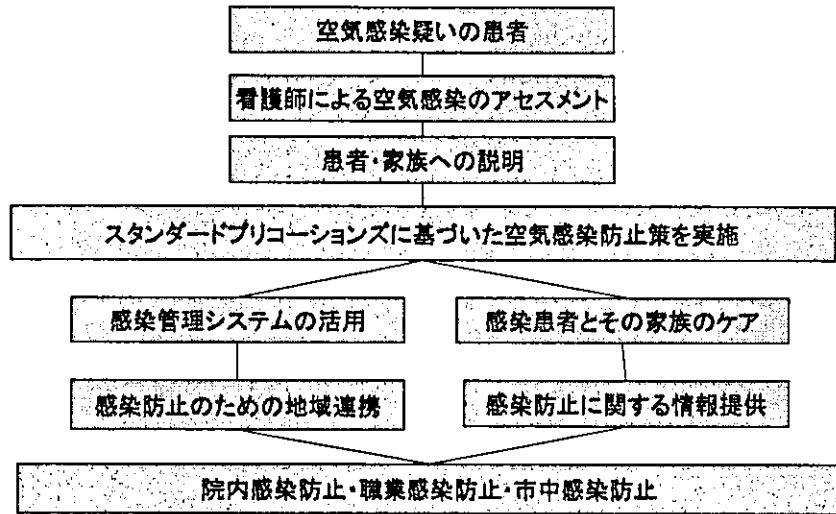 空気感染疑いの患者
看護師による空気感染のアセスメント
患者・家族への説明
スタンダードプリコーションズに基づいた空気感染防止策を実施
感染管理システムの活用
感染患者とその家族のケア
感染防止のための地域連携
感染防止に関する情報提供
院内感染防止・職業感染防止・市中感染防止